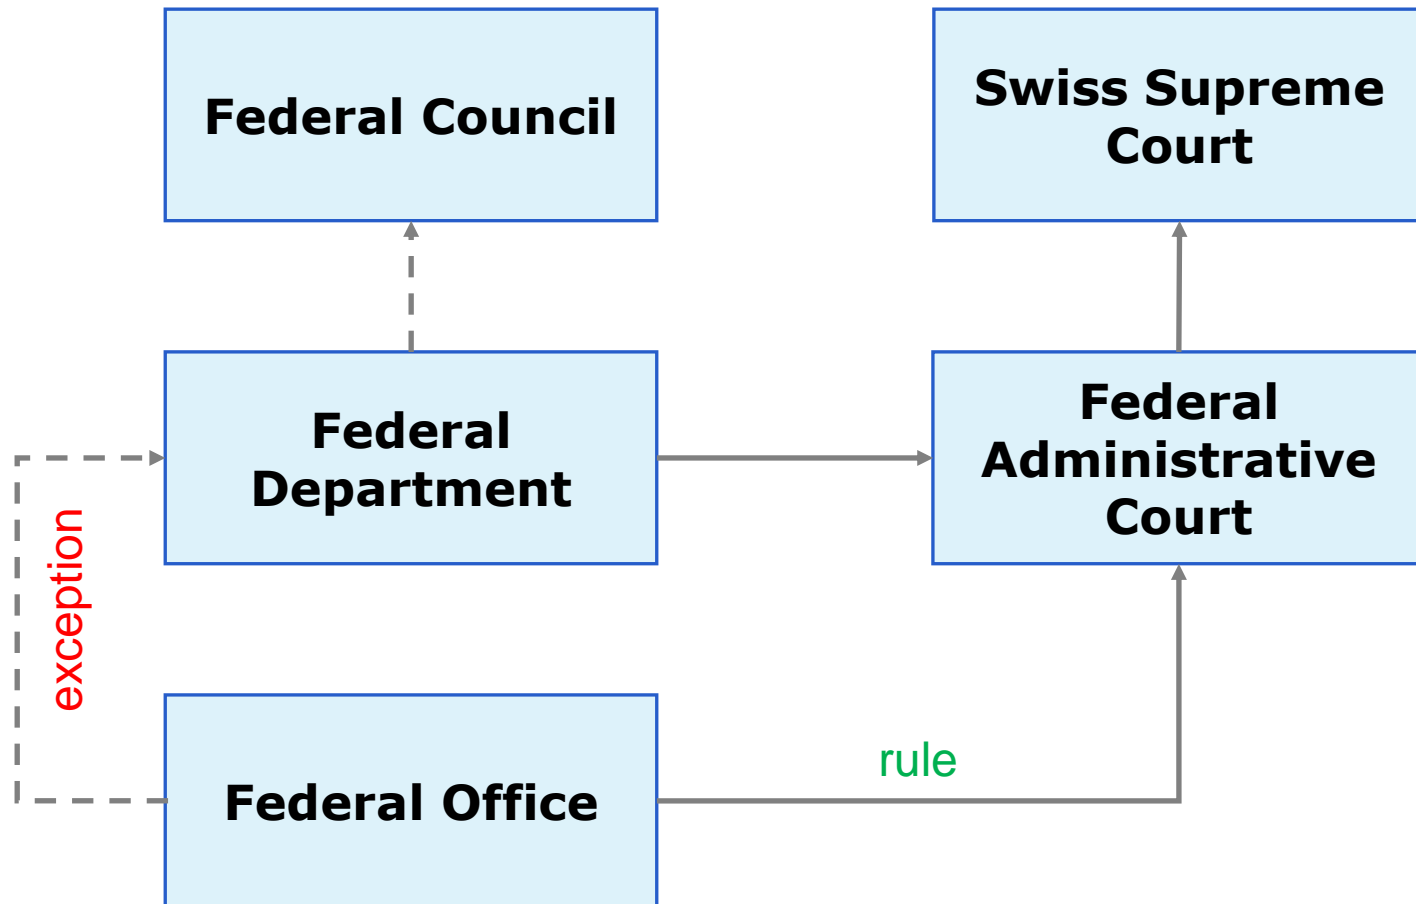 Federal Council
Swiss Supreme
Court
Federal
Department
Federal
Administrative
Court
exception
rule
Federal Office